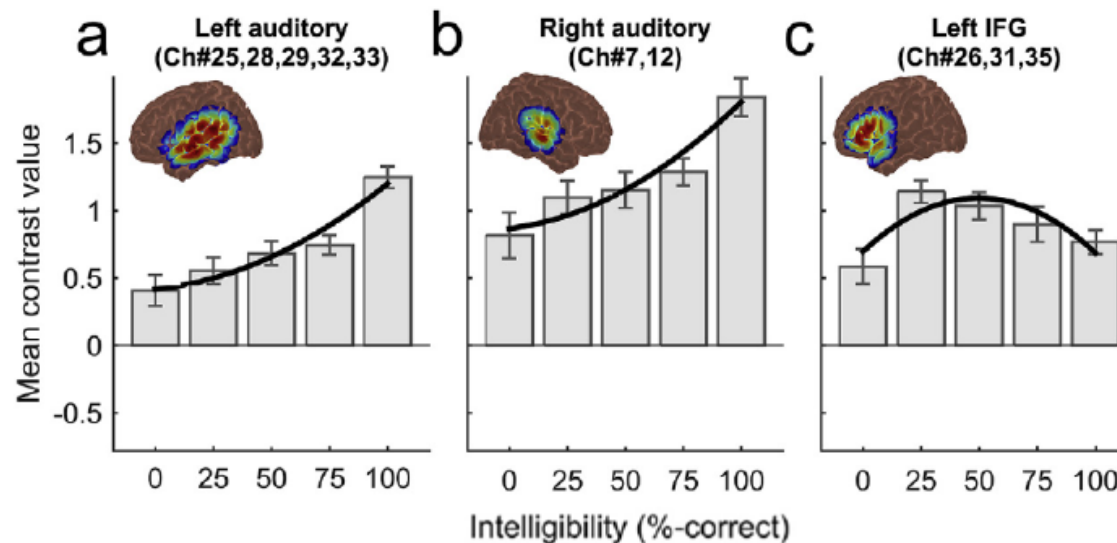 a Left auditory
(Ch#25,28,29,32,33)
b Right auditory
(Ch#7,12)
c Left IFG
(Ch#26,31,35)
Mean contrast value
1.5
1
0.5
0
-0.5
0 25 50 75 100
0 25 50 75 100
0 25 50 75 100
Intelligibility (%-correct)